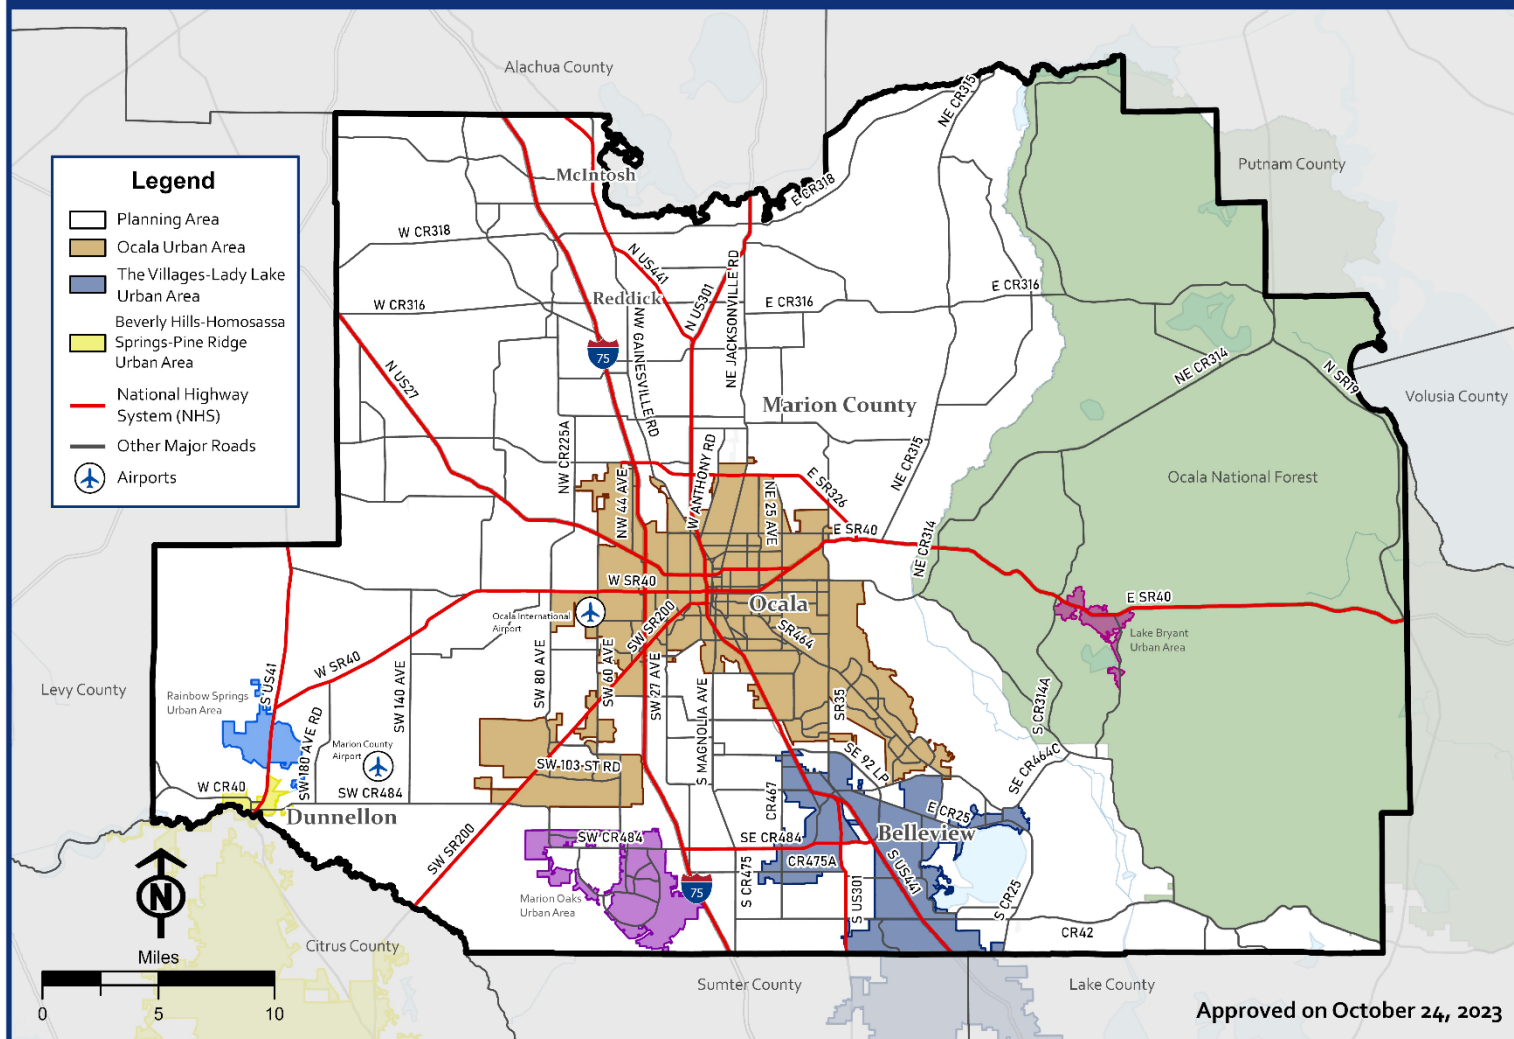 Alachua County
NE CR315
Putnam County
Legend
Planning Area
Ocala Urban Area
The Villages-Lady Lake
Urban Area
Beverly Hills-Homosassa
Springs-Pine Ridge
Urban Area
National Highway
System (NHS)
Other Major Roads
Airports
McIntosh
E CR318
W CR318
N US441
NE JACKSONVILLE RD
W CR316
Reddick
N US301
E CR316
E CR316
75
NW GAINESVILLE RD
N US27
NE CR314
N SR19
Volusia County
Marion County
NW CR225A
NE CR315
W ANTHONY RD
NW 44 AVE
NE 25 AVE
E SR326
Ocala National Forest
E SR40
NE CR314
W SR40
Ocala International
Airport
Ocala
SW SR200
SR464
E SR40
Lake Bryant
Urban Area
W SR40
Levy County
Rainbow Springs
Urban Area
S US41
SW 140 AVE
SW 80 AVE
SW 60 AVE
SW 27 AVE
S MAGNOLIA AVE
SR35
S CR314A
SW 180 AVE RD
Marion County
Airport
SW 103 ST RD
SE 92 LP
SE CR464C
W CR40
SW CR484
CR467
E CR25
Dunnellon
Belleview
SW CR484
SE CR484
SW SR200
CR475A
S US441
75
S CR475
S US301
S CR25
Marion Oaks
Urban Area
CR42
N
Citrus County
Miles
0
5
10
Sumter County
Lake County
Approved on October 24, 2023